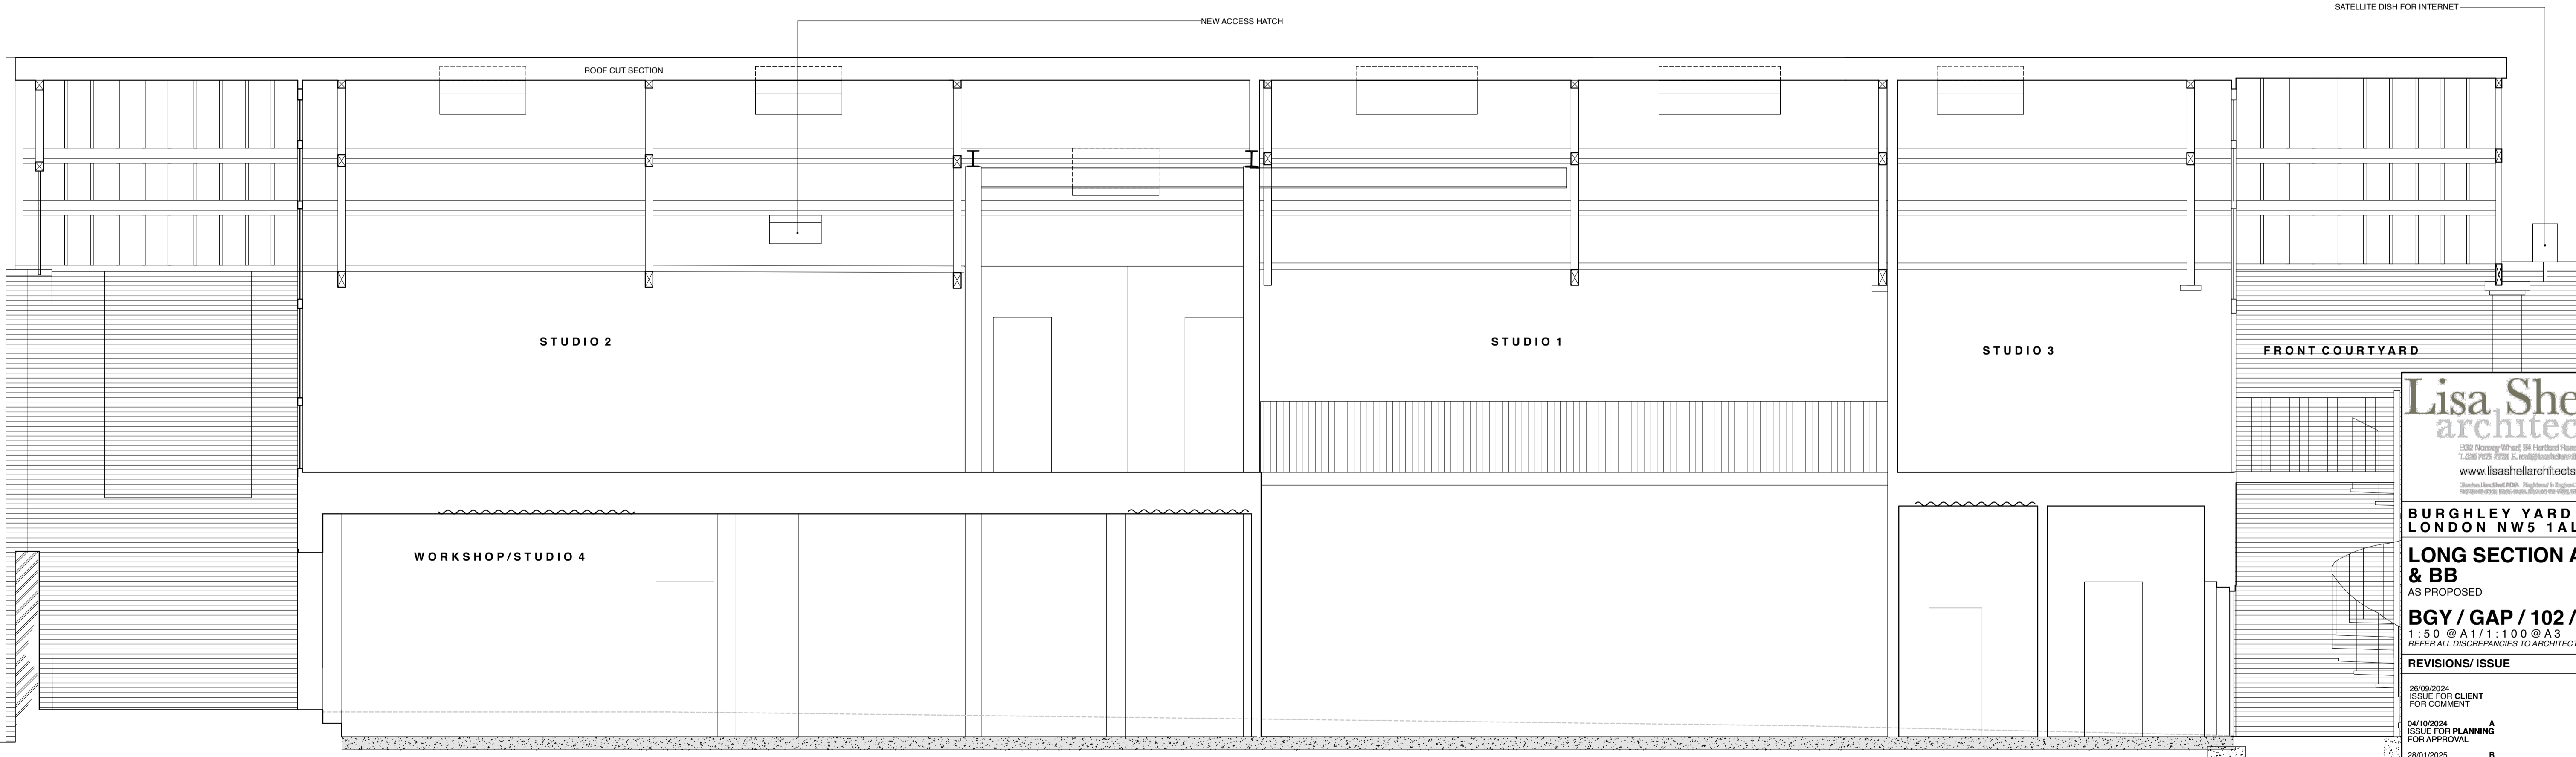 NEW ACCESS HATCH
SATELLITE DISH FOR INTERNET
ROOF CUT SECTION
STUDIO 2
STUDIO 1
STUDIO 3
FRONT COURTYARD
WORKSHOP/STUDIO 4
Lisa She
architec
www.lisashellarchitects
BURGHLEY YARD
LONDON NW5 1AL
LONG SECTION A
& BB
AS PROPOSED
BGY / GAP / 102 /
1:50 @A1/1:100@A3
REFER ALL DISCREPANCIES TO ARCHITECT
REVISIONS/ ISSUE
26/09/2024
ISSUE FOR CLIENT
FOR COMMENT
04/10/2024 A
ISSUE FOR PLANNING
FOR APPROVAL
28/01/2025 B